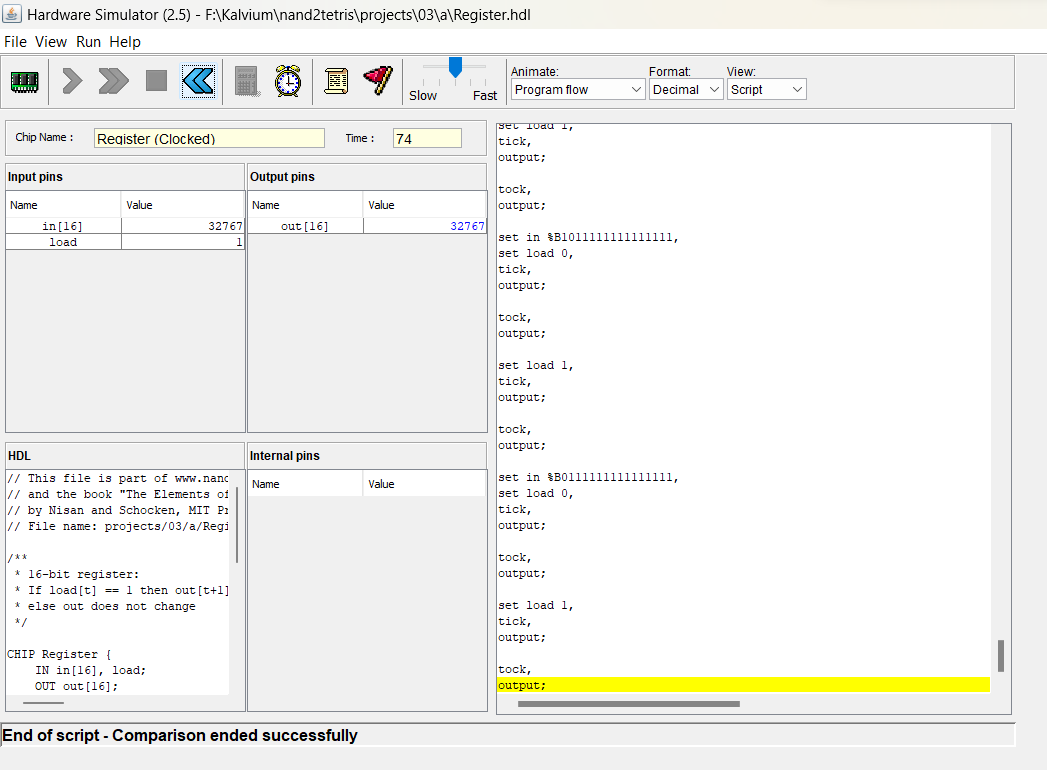 Hardware Simulator (2.5) - F:\Kalvium\nand2tetris\projects\03\a\Register.hdl
File View Run Help
Slow Fast
Animate:
Program flow
Format:
Decimal
View:
Script
Chip Name :
Register (Clocked)
Time :
74
Input pins
Name Value
in[16] 32767
load 1
Output pins
Name Value
out[16] 32767
HDL
// This file is part of www.nand
// and the book "The Elements of
// by Nisan and Schocken, MIT Pr
// File name: projects/03/a/Regi
/**
* 16-bit register:
* If load[t] == 1 then out[t+1]
* else out does not change
*/
CHIP Register {
IN in[16], load;
OUT out[16];
Internal pins
Name Value
set load 1,
tick,
output;
tock,
output;
set in %B1011111111111111,
set load 0,
tick,
output;
tock,
output;
set load 1,
tick,
output;
tock,
output;
set in %B0111111111111111,
set load 0,
tick,
output;
tock,
output;
set load 1,
tick,
output;
tock,
output;
End of script - Comparison ended successfully